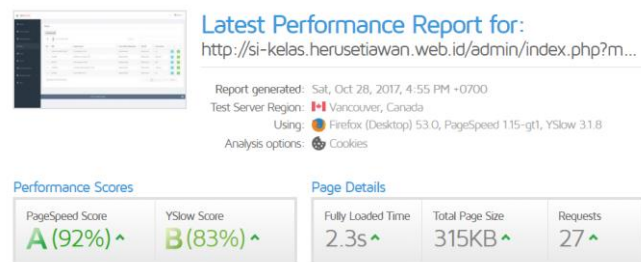 Latest Performance Report for:
http://si-kelas.herusetiawan.web.id/admin/index.php?m...
Report generated: Sat, Oct 28, 2017, 4:55 PM +0700
Test Server Region: Vancouver, Canada
Using: Firefox (Desktop) 53.0, PageSpeed 1.15-gt1, YSlow 3.1.8
Analysis options: Cookies
Performance Scores
Page Details
PageSpeed Score
YSlow Score
Fully Loaded Time
Total Page Size
Requests
A (92%)
B (83%)
2.3s
315KB
27